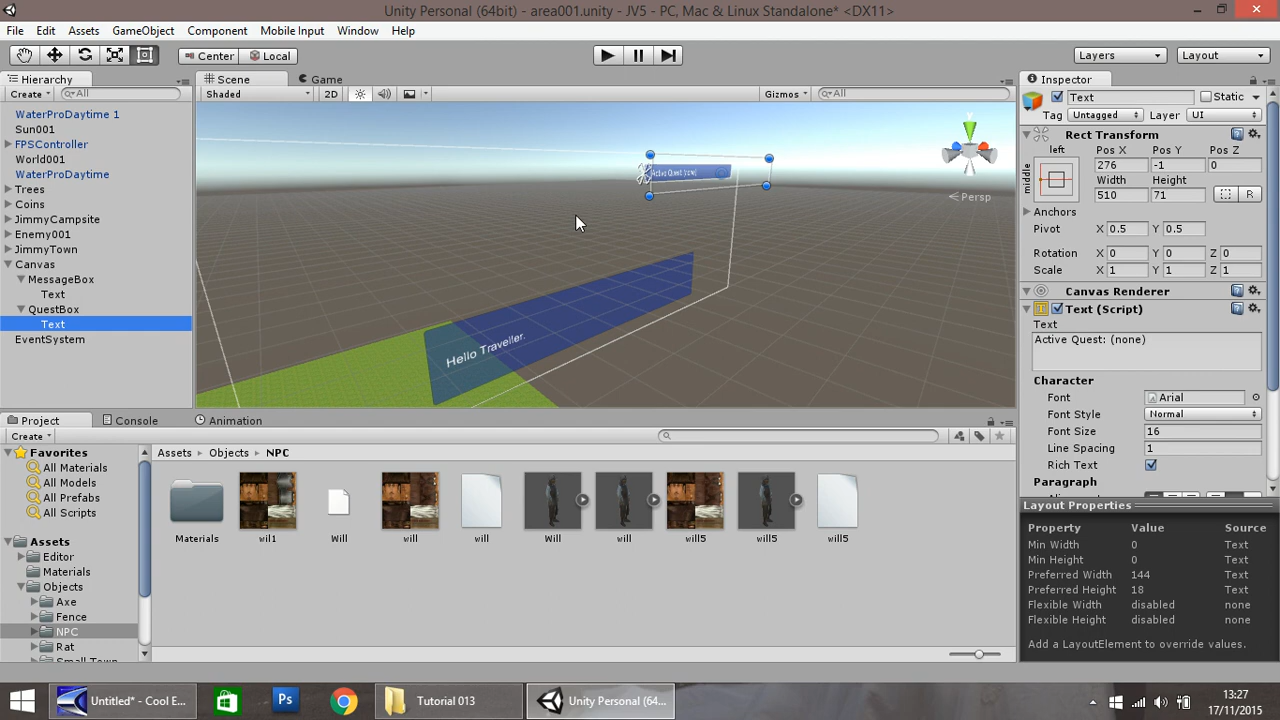 Unity Personal (64bit) - area001.unity - JV5 - PC, Mac & Linux Standalone* <DX11>
File Edit Assets GameObject Component Mobile Input Window Help
Center Local Layers Layout
Hierarchy
Create All
WaterProDaytime 1
Sun001
FPSController
World001
WaterProDaytime
Trees
Coins
JimmyCampsite
Enemy001
JimmyTown
Canvas
MessageBox
Text
QuestBox
Text
EventSystem
Scene Game
Shaded 2D Gizmos All
Active Quest: (none)
Persp
Hello Traveller.
Inspector
Text Static
Tag Untagged Layer UI
Rect Transform
left Pos X Pos Y Pos Z
middle 276 -1 0
Width Height
510 71 R
Anchors
Pivot X 0.5 Y 0.5
Rotation X 0 Y 0 Z 0
Scale X 1 Y 1 Z 1
Canvas Renderer
Text (Script)
Text
Active Quest: (none)
Character
Font Arial
Font Style Normal
Font Size 16
Line Spacing 1
Rich Text
Paragraph
Layout Properties
Property Value Source
Min Width 0 Text
Min Height 0 Text
Preferred Width 144 Text
Preferred Height 18 Text
Flexible Width disabled none
Flexible Height disabled none
Add a LayoutElement to override values.
Project Console Animation
Create
Favorites
All Materials
All Models
All Prefabs
All Scripts
Assets
Editor
Materials
Objects
Axe
Fence
NPC
Rat
Small Town
Assets Objects NPC
Materials wil1 Will will will Will will will5 will5 will5
Untitled* - Cool E...
Ps
Tutorial 013
Unity Personal (64...
13:27
17/11/2015